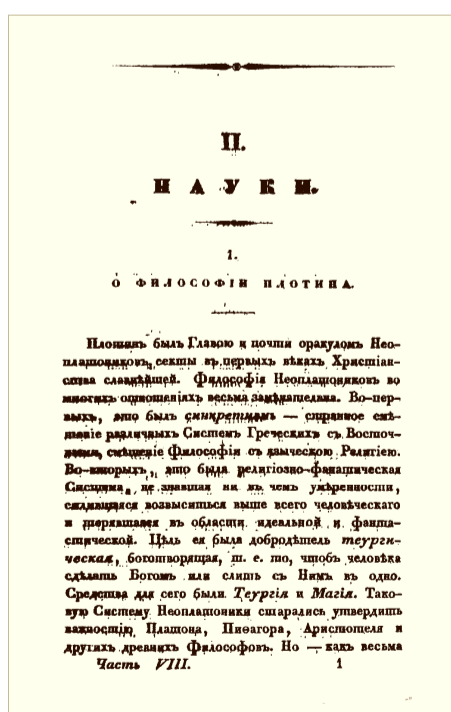 II.
НАУКИ.
1.
О ФИЛОСОФІИ ПЛОТИНА.
Плотинъ былъ Главою и почти оракуломъ Нео-
платониковъ, секты въ первыхъ вѣкахъ Христіан-
ства славнѣйшей. Философія Неоплатониковъ во
многихъ отношеніяхъ весьма замѣчательна. Во-пер-
выхъ, это былъ синкретизмъ — странное смѣ-
шеніе различныхъ Системъ Греческихъ съ Восточ-
ными, смѣшеніе Философіи съ языческою Религіею.
Во-вторыхъ, это была религіозно-фанатическая
Система, не знавшая ни въ чемъ умѣренности,
силившаяся возвыситься выше всего человѣческаго
и терявшаяся въ области идеальной и фанта-
стической. Цѣль ея была добродѣтель теурги-
ческая, боготворящая, т. е. то, чтобъ человѣка
сдѣлать Богомъ или слить съ Нимъ въ одно.
Средства для сего были Теургія и Магія. Тако-
вую Систему Неоплатоники старались утвердить
важностію Платона, Пиѳагора, Аристотеля и
другихъ древнихъ Философовъ. Но — какъ весьма
Часть VIII. 1